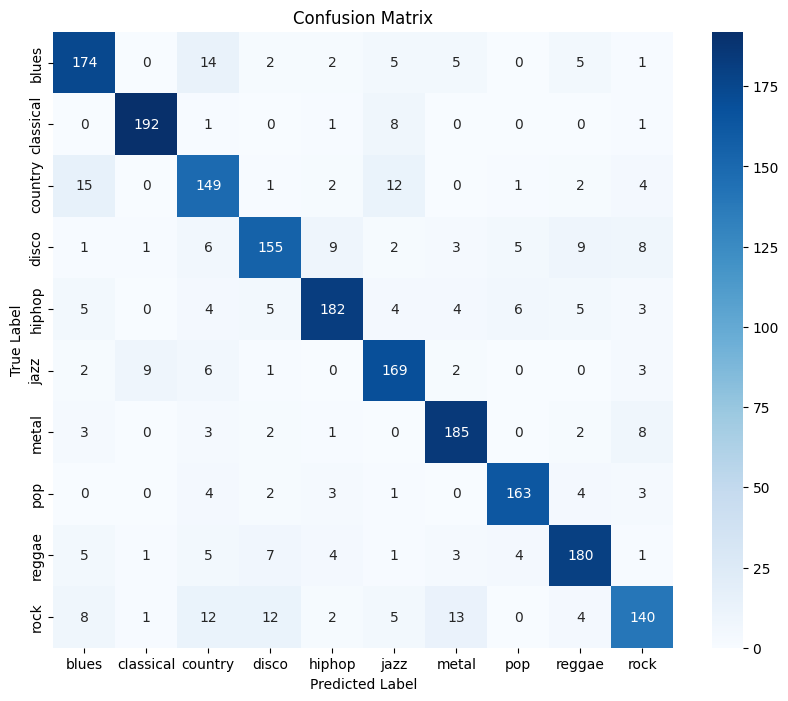 Confusion Matrix
True Label
blues 174 0 14 2 2 5 5 0 5 1
classical 0 192 1 0 1 8 0 0 0 1
country 15 0 149 1 2 12 0 1 2 4
disco 1 1 6 155 9 2 3 5 9 8
hiphop 5 0 4 5 182 4 4 6 5 3
jazz 2 9 6 1 0 169 2 0 0 3
metal 3 0 3 2 1 0 185 0 2 8
pop 0 0 4 2 3 1 0 163 4 3
reggae 5 1 5 7 4 1 3 4 180 1
rock 8 1 12 12 2 5 13 0 4 140
blues classical country disco hiphop jazz metal pop reggae rock
Predicted Label
175
150
125
100
75
50
25
0